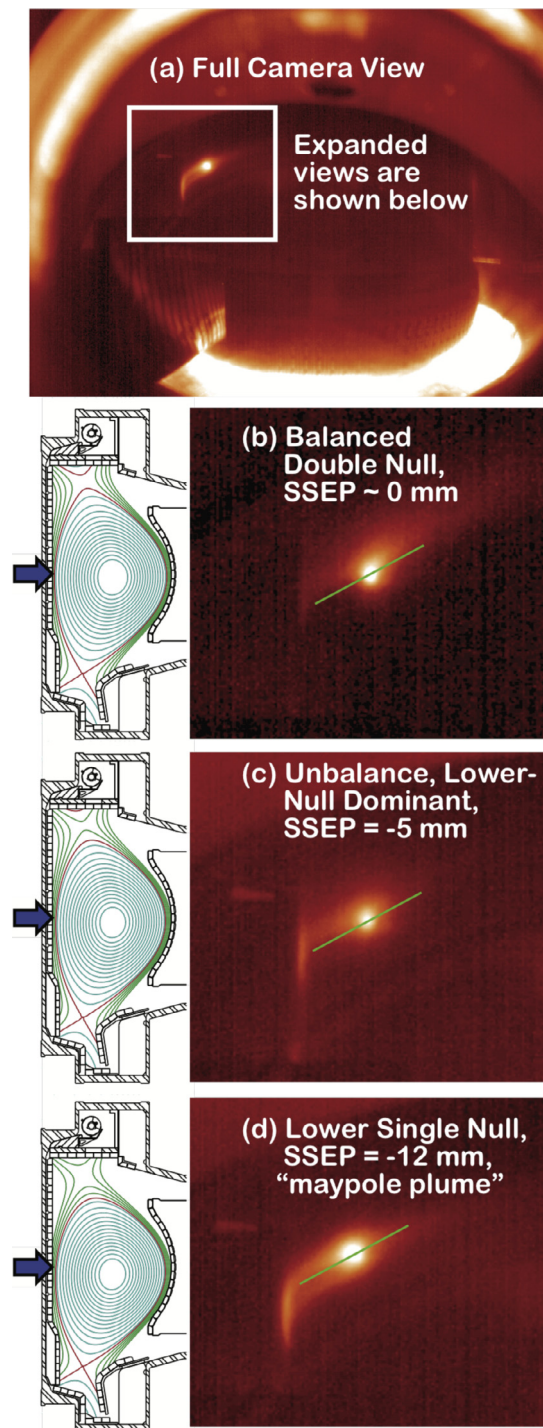 (a) Full Camera View
Expanded
views are
shown below
(b) Balanced
Double Null,
SSEP ~ 0 mm
(c) Unbalance, Lower-
Null Dominant,
SSEP = -5 mm
(d) Lower Single Null,
SSEP = -12 mm,
“maypole plume”